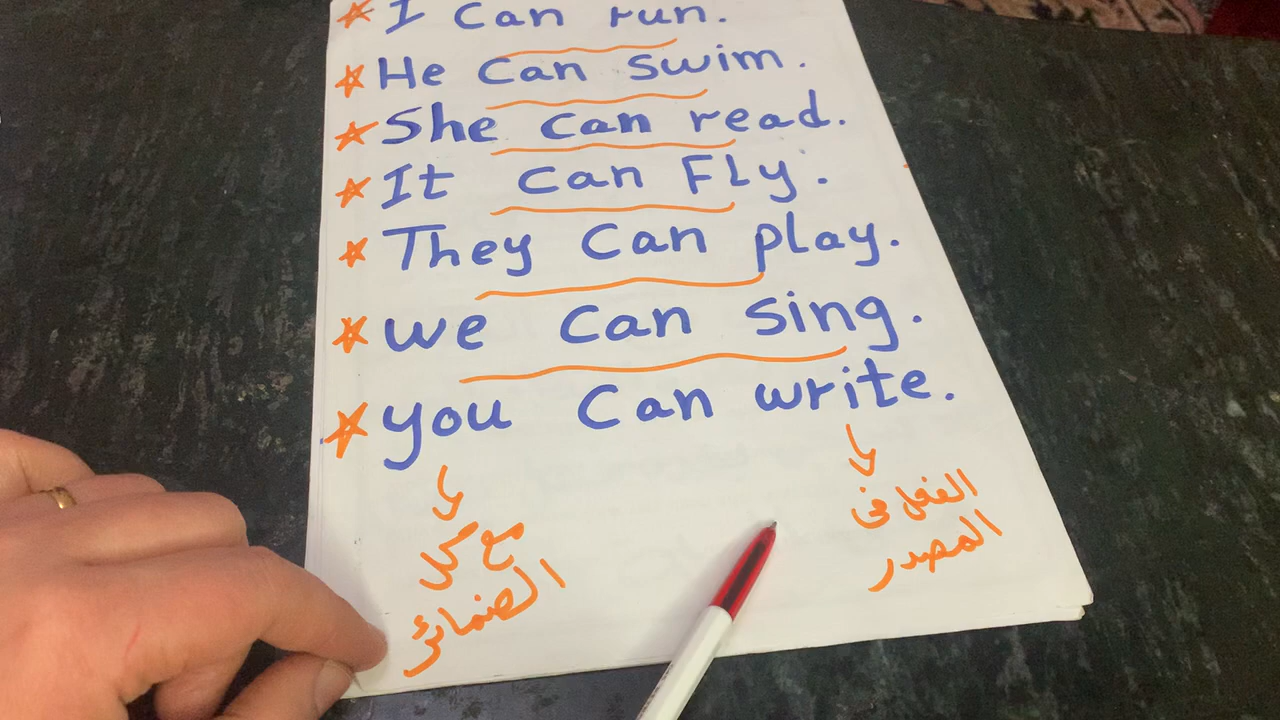 I Can run.
He Can swim.
She Can read.
It Can Fly.
They Can play.
we Can sing.
you Can write.
مع كل
الضمائر
الفعل فى
المصدر